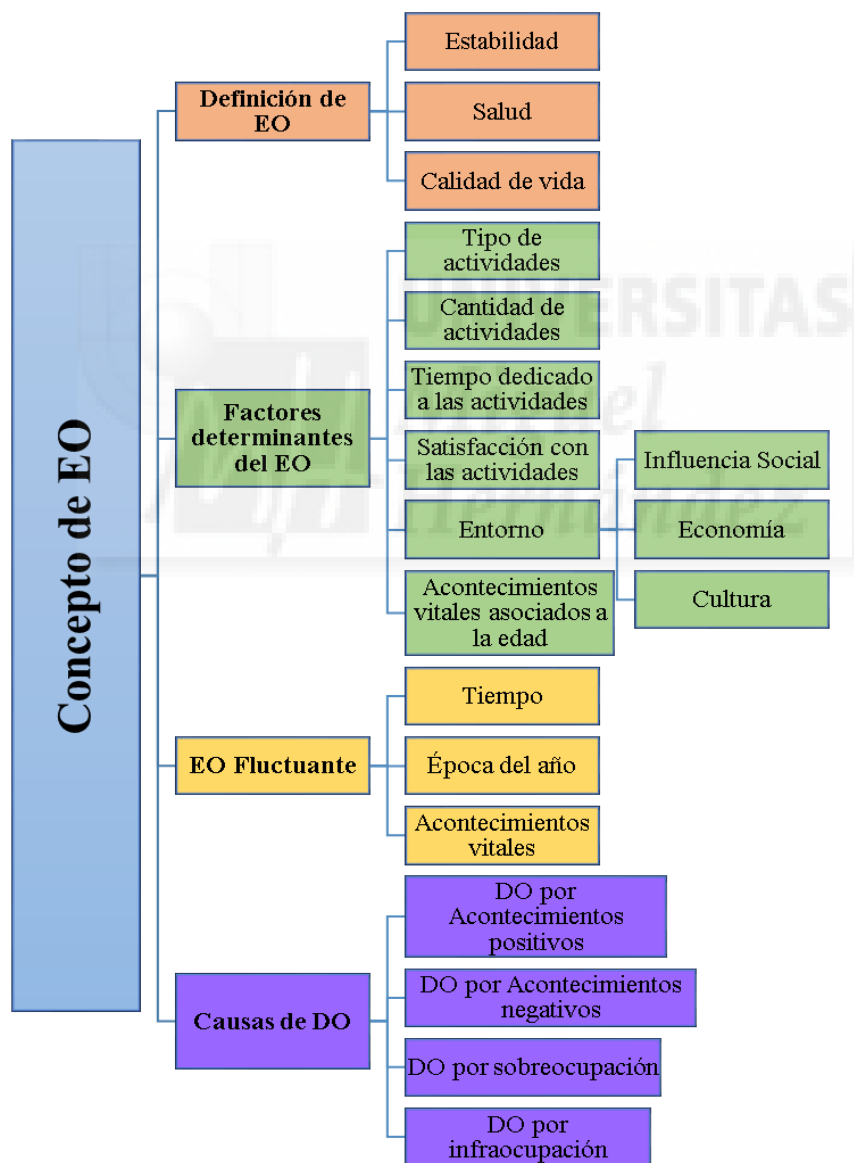 Concepto de EO
Definición de
EO
Estabilidad
Salud
Calidad de vida
Factores
determinantes
del EO
Tipo de
actividades
Cantidad de
actividades
Tiempo dedicado
a las actividades
Satisfacción con
las actividades
Entorno
Influencia Social
Economía
Cultura
Acontecimientos
vitales asociados a
la edad
EO Fluctuante
Tiempo
Época del año
Acontecimientos
vitales
Causas de DO
DO por
Acontecimientos
positivos
DO por Acontecimientos
negativos
DO por sobreocupación
DO por
infraocupación
UNIVERSITAS
Miguel
Hernández